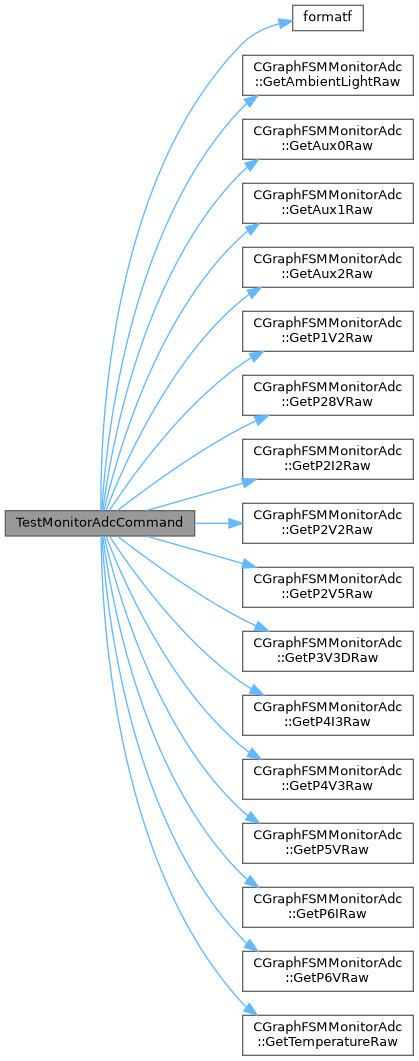 formatf
CGraphFSMMonitorAdc
::GetAmbientLightRaw
CGraphFSMMonitorAdc
::GetAux0Raw
CGraphFSMMonitorAdc
::GetAux1Raw
CGraphFSMMonitorAdc
::GetAux2Raw
CGraphFSMMonitorAdc
::GetP1V2Raw
CGraphFSMMonitorAdc
::GetP28VRaw
CGraphFSMMonitorAdc
::GetP2I2Raw
TestMonitorAdcCommand
CGraphFSMMonitorAdc
::GetP2V2Raw
CGraphFSMMonitorAdc
::GetP2V5Raw
CGraphFSMMonitorAdc
::GetP3V3DRaw
CGraphFSMMonitorAdc
::GetP4I3Raw
CGraphFSMMonitorAdc
::GetP4V3Raw
CGraphFSMMonitorAdc
::GetP5VRaw
CGraphFSMMonitorAdc
::GetP6IRaw
CGraphFSMMonitorAdc
::GetP6VRaw
CGraphFSMMonitorAdc
::GetTemperatureRaw